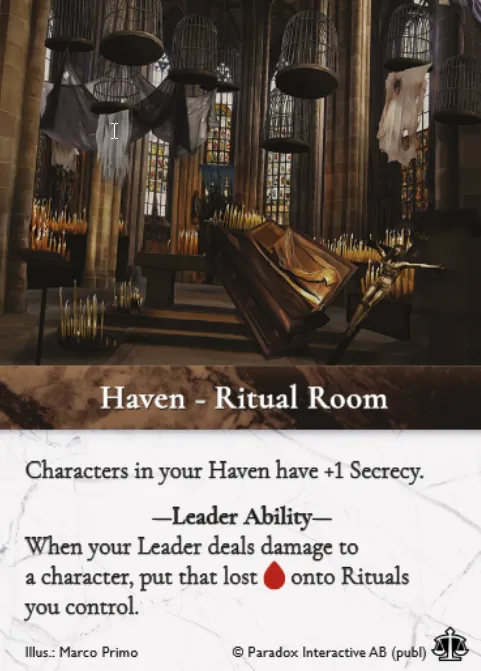 Haven - Ritual Room
Characters in your Haven have +1 Secrecy.
—Leader Ability—
When your Leader deals damage to
a character, put that lost onto Rituals
you control.
Illus.: Marco Primo © Paradox Interactive AB (publ)